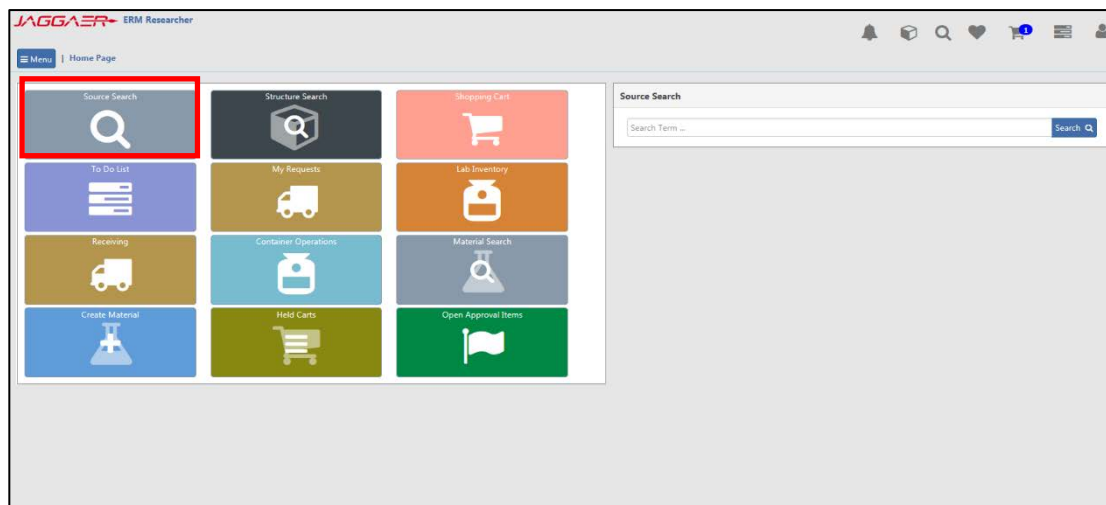 JAGGAER ERM Researcher
1
Menu | Home Page
Source Search
Structure Search
Shopping Cart
To Do List
My Requests
Lab Inventory
Receiving
Container Operations
Material Search
Create Material
Held Carts
Open Approval Items
Source Search
Search Term ...
Search